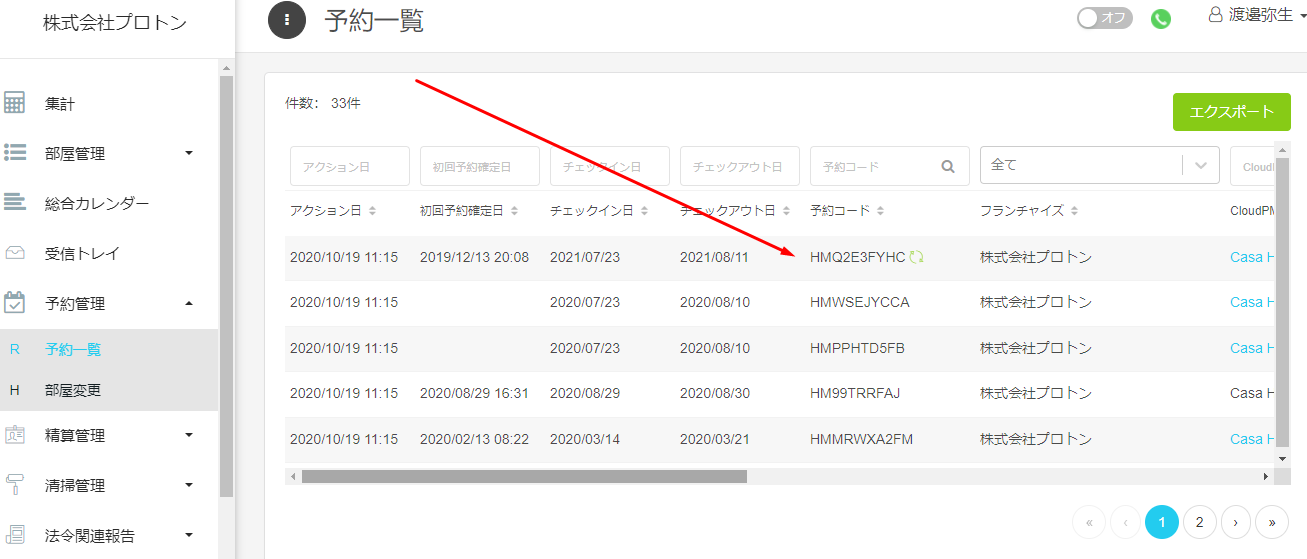 株式会社プロトン
予約一覧
オフ
渡邉弥生
集計
部屋管理
総合カレンダー
受信トレイ
予約管理
R 予約一覧
H 部屋変更
精算管理
清掃管理
法令関連報告
件数： 33件
エクスポート
アクション日 初回予約確定日 チェックイン日 チェックアウト日 予約コード 全て CloudP
アクション日 初回予約確定日 チェックイン日 チェックアウト日 予約コード フランチャイズ CloudPM
2020/10/19 11:15 2019/12/13 20:08 2021/07/23 2021/08/11 HMQ2E3FYHC 株式会社プロトン Casa H
2020/10/19 11:15 2020/07/23 2020/08/10 HMWSEJYCCA 株式会社プロトン Casa H
2020/10/19 11:15 2020/07/23 2020/08/10 HMPPHTD5FB 株式会社プロトン Casa H
2020/10/19 11:15 2020/08/29 16:31 2020/08/29 2020/08/30 HM99TRRFAJ 株式会社プロトン Casa H
2020/10/19 11:15 2020/02/13 08:22 2020/03/14 2020/03/21 HMMRWXA2FM 株式会社プロトン Casa H
« ‹ 1 2 › »